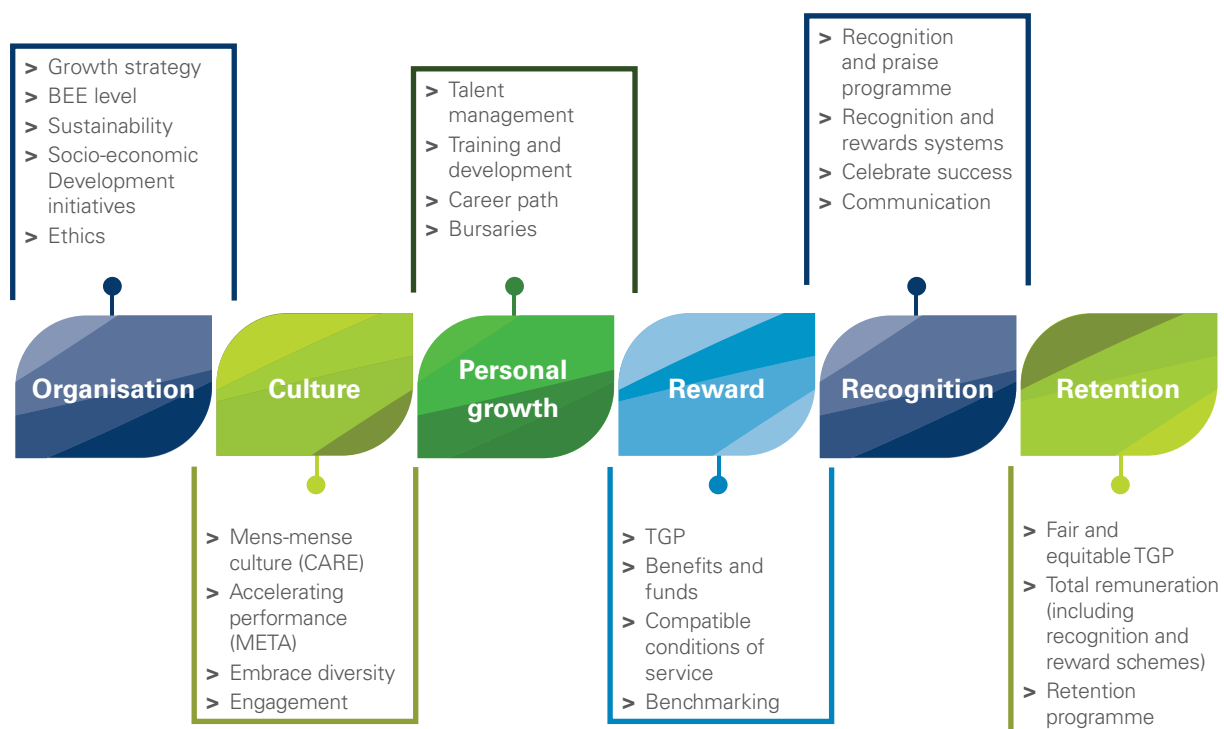 > Growth strategy
> BEE level
> Sustainability
> Socio-economic
Development
initiatives
> Ethics
> Talent
management
> Training and
development
> Career path
> Bursaries
> Recognition
and praise
programme
> Recognition and
rewards systems
> Celebrate success
> Communication
Organisation
Culture
Personal
growth
Reward
Recognition
Retention
> Mens-mense
culture (CARE)
> Accelerating
performance
(META)
> Embrace diversity
> Engagement
> TGP
> Benefits and
funds
> Compatible
conditions of
service
> Benchmarking
> Fair and
equitable TGP
> Total remuneration
(including
recognition and
reward schemes)
> Retention
programme